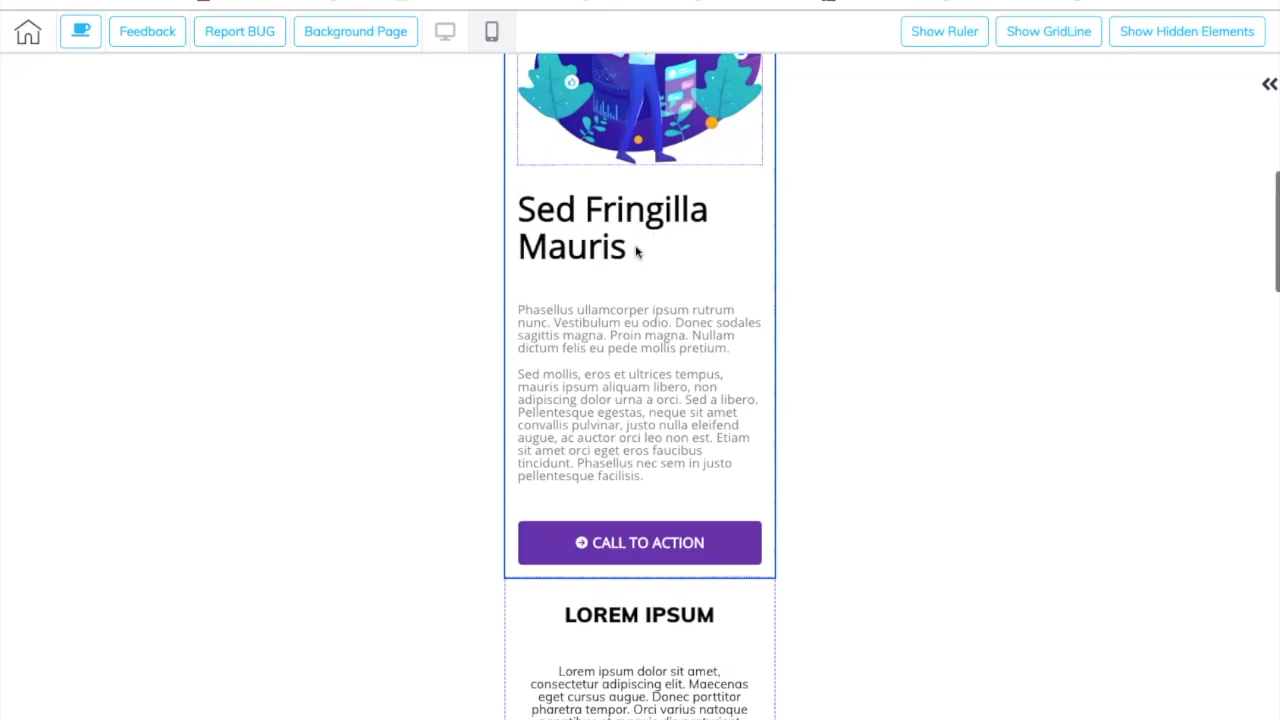 Feedback
Report BUG
Background Page
Show Ruler
Show GridLine
Show Hidden Elements
Sed Fringilla
Mauris
Phasellus ullamcorper ipsum rutrum
nunc. Vestibulum eu odio. Donec sodales
sagittis magna. Proin magna. Nullam
dictum felis eu pede mollis pretium.
Sed mollis, eros et ultrices tempus,
mauris ipsum aliquam libero, non
adipiscing dolor urna a orci. Sed a libero.
Pellentesque egestas, neque sit amet
convallis pulvinar, justo nulla eleifend
augue, ac auctor orci leo non est. Etiam
sit amet orci eget eros faucibus
tincidunt. Phasellus nec sem in justo
pellentesque facilisis.
CALL TO ACTION
LOREM IPSUM
Lorem ipsum dolor sit amet,
consectetur adipiscing elit. Maecenas
eget cursus augue. Donec porttitor
pharetra tempor. Orci varius natoque